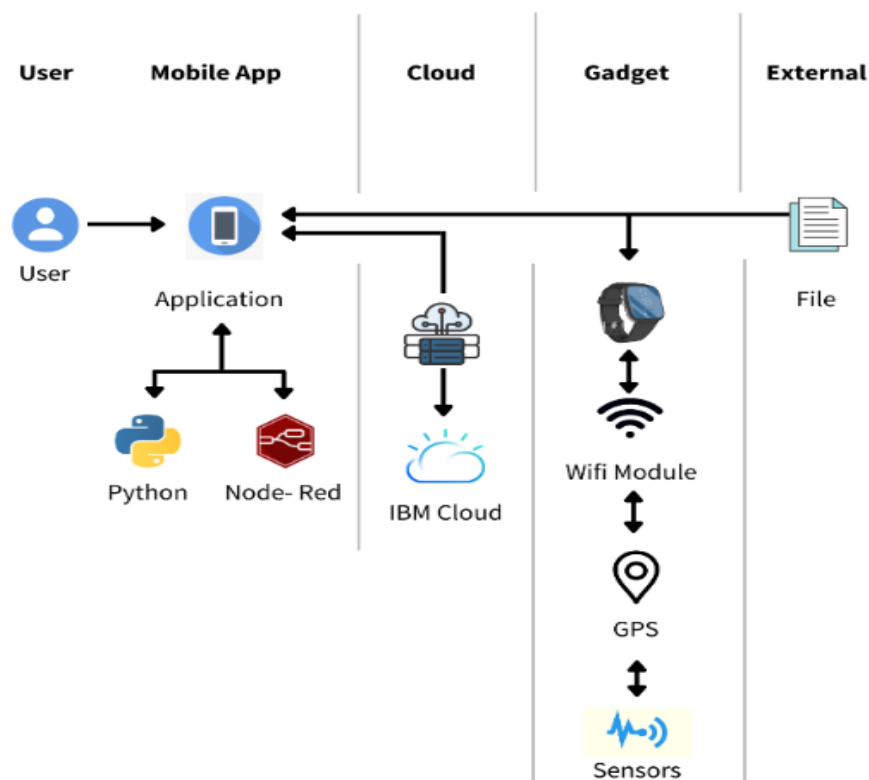 User
Mobile App
Cloud
Gadget
External
User
Application
File
Python
Node- Red
IBM Cloud
Wifi Module
GPS
Sensors